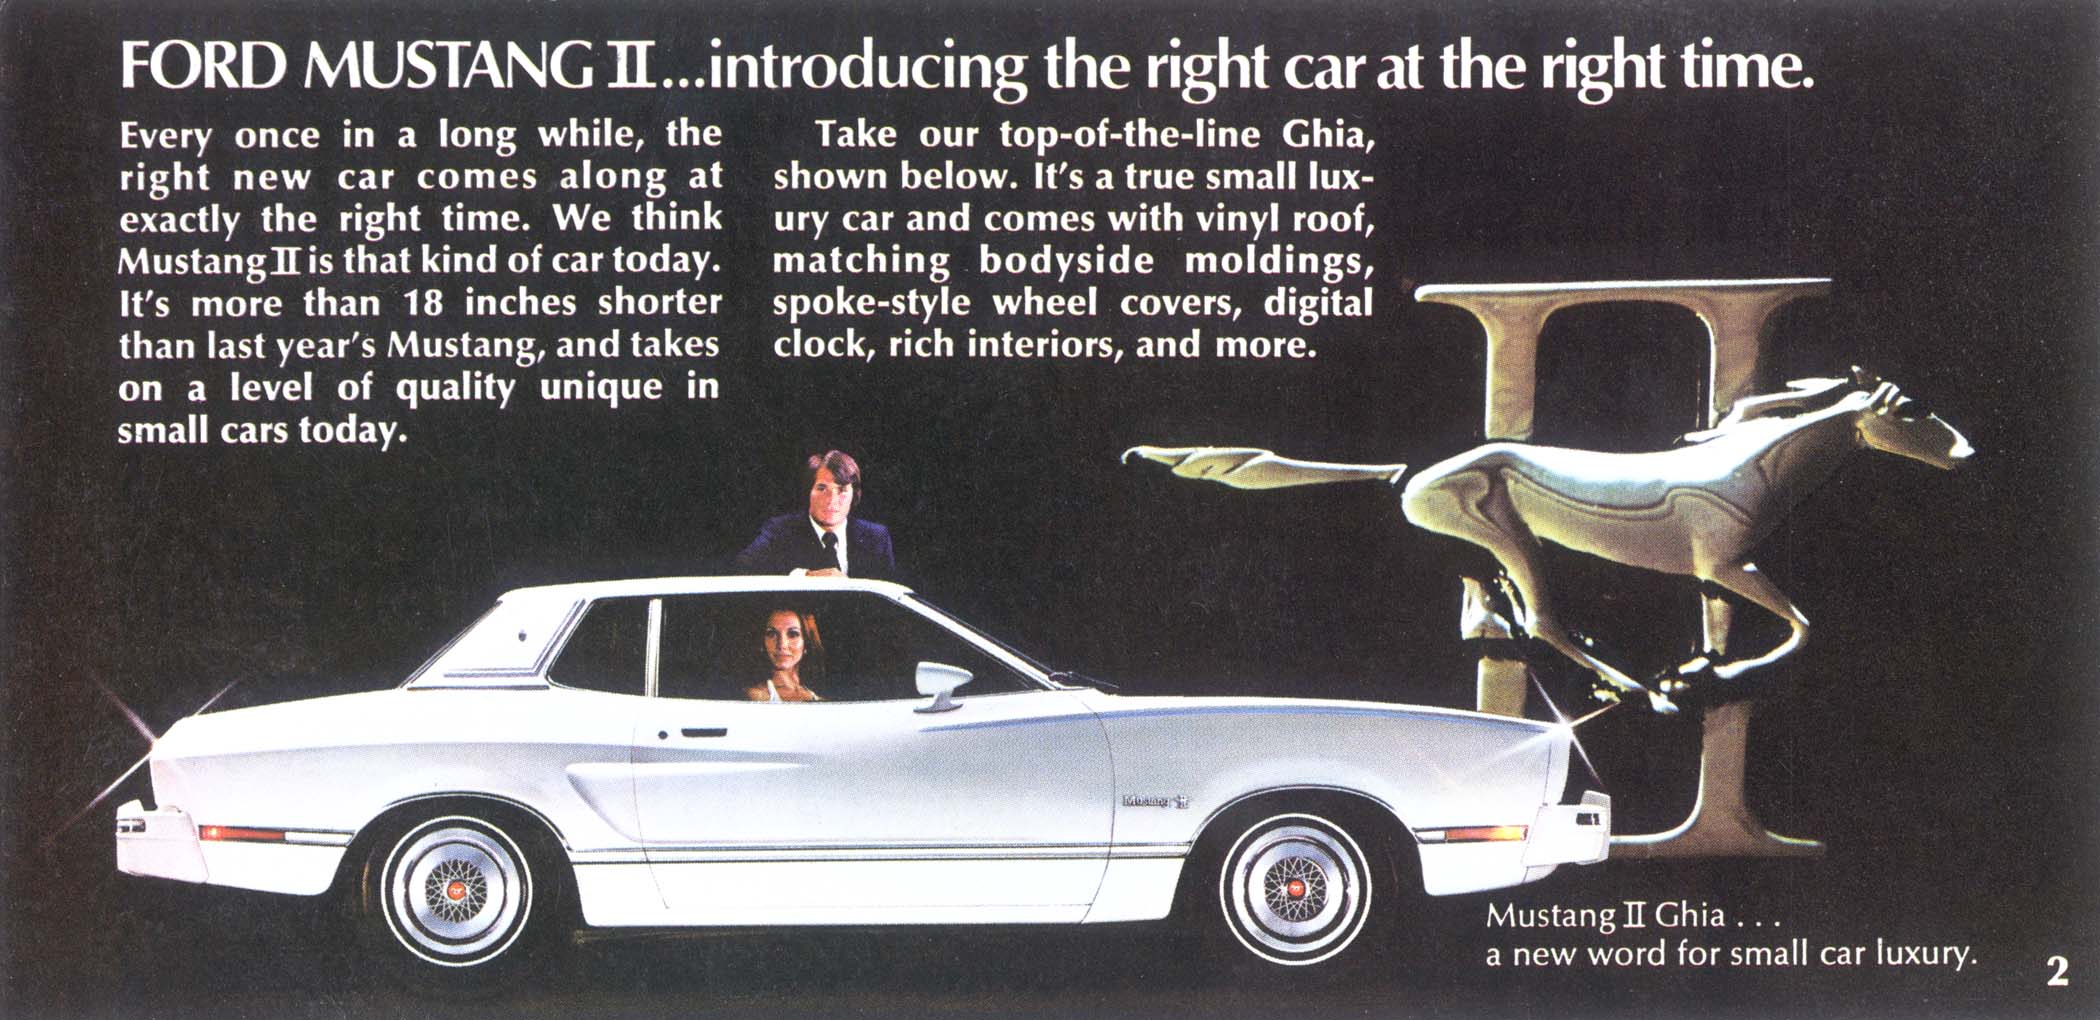 FORD MUSTANG II...introducing the right car at the right time.
Every once in a long while, the
right new car comes along at
exactly the right time. We think
Mustang II is that kind of car today.
It's more than 18 inches shorter
than last year's Mustang, and takes
on a level of quality unique in
small cars today.
Take our top-of-the-line Ghia,
shown below. It's a true small lux-
ury car and comes with vinyl roof,
matching bodyside moldings,
spoke-style wheel covers, digital
clock, rich interiors, and more.
II
Mustang II
Mustang II Ghia . . .
a new word for small car luxury.
2